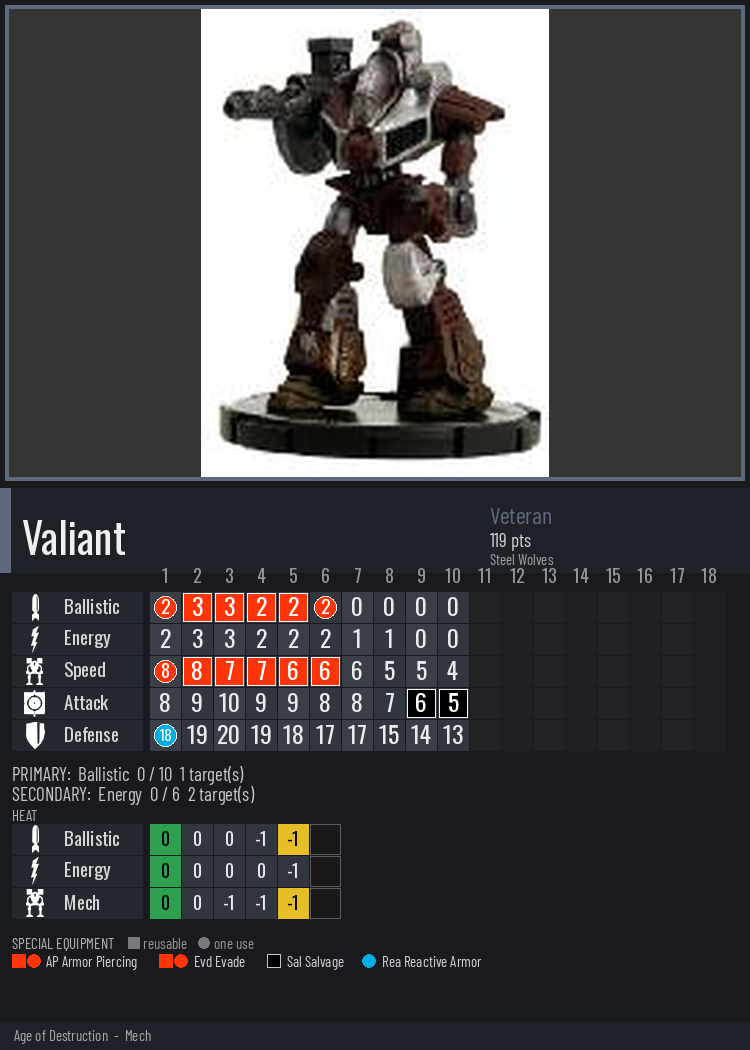 Valiant
Veteran
119 pts
Steel Wolves
1 2 3 4 5 6 7 8 9 10 11 12 13 14 15 16 17 18
Ballistic 2 3 3 2 2 2 0 0 0 0
Energy 2 3 3 2 2 2 1 1 0 0
Speed 8 8 7 7 6 6 6 5 5 4
Attack 8 9 10 9 9 8 8 7 6 5
Defense 18 19 20 19 18 17 17 15 14 13
PRIMARY: Ballistic 0 / 10 1 target(s)
SECONDARY: Energy 0 / 6 2 target(s)
HEAT
Ballistic 0 0 0 -1 -1
Energy 0 0 0 0 -1
Mech 0 0 -1 -1 -1
SPECIAL EQUIPMENT reusable one use
AP Armor Piercing Evd Evade Sal Salvage Rea Reactive Armor
Age of Destruction - Mech